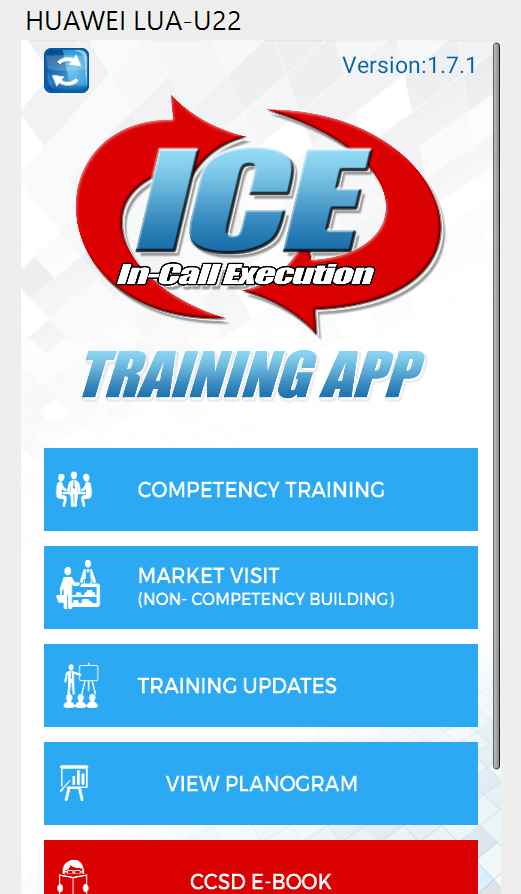 HUAWEI LUA-U22
Version:1.7.1
ICE
In-Call Execution
TRAINING APP
COMPETENCY TRAINING
MARKET VISIT
(NON- COMPETENCY BUILDING)
TRAINING UPDATES
VIEW PLANOGRAM
CCSD E-BOOK